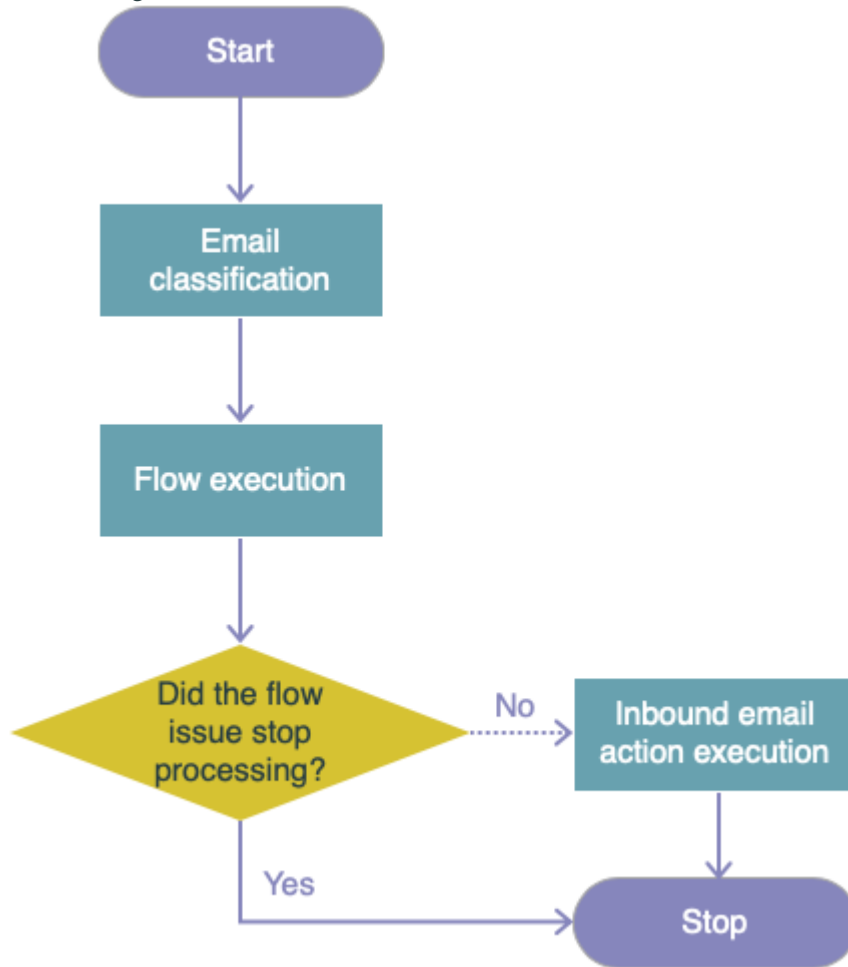 Start
Email
classification
Flow execution
Did the flow
issue stop
processing?
No
Inbound email
action execution
Yes
Stop